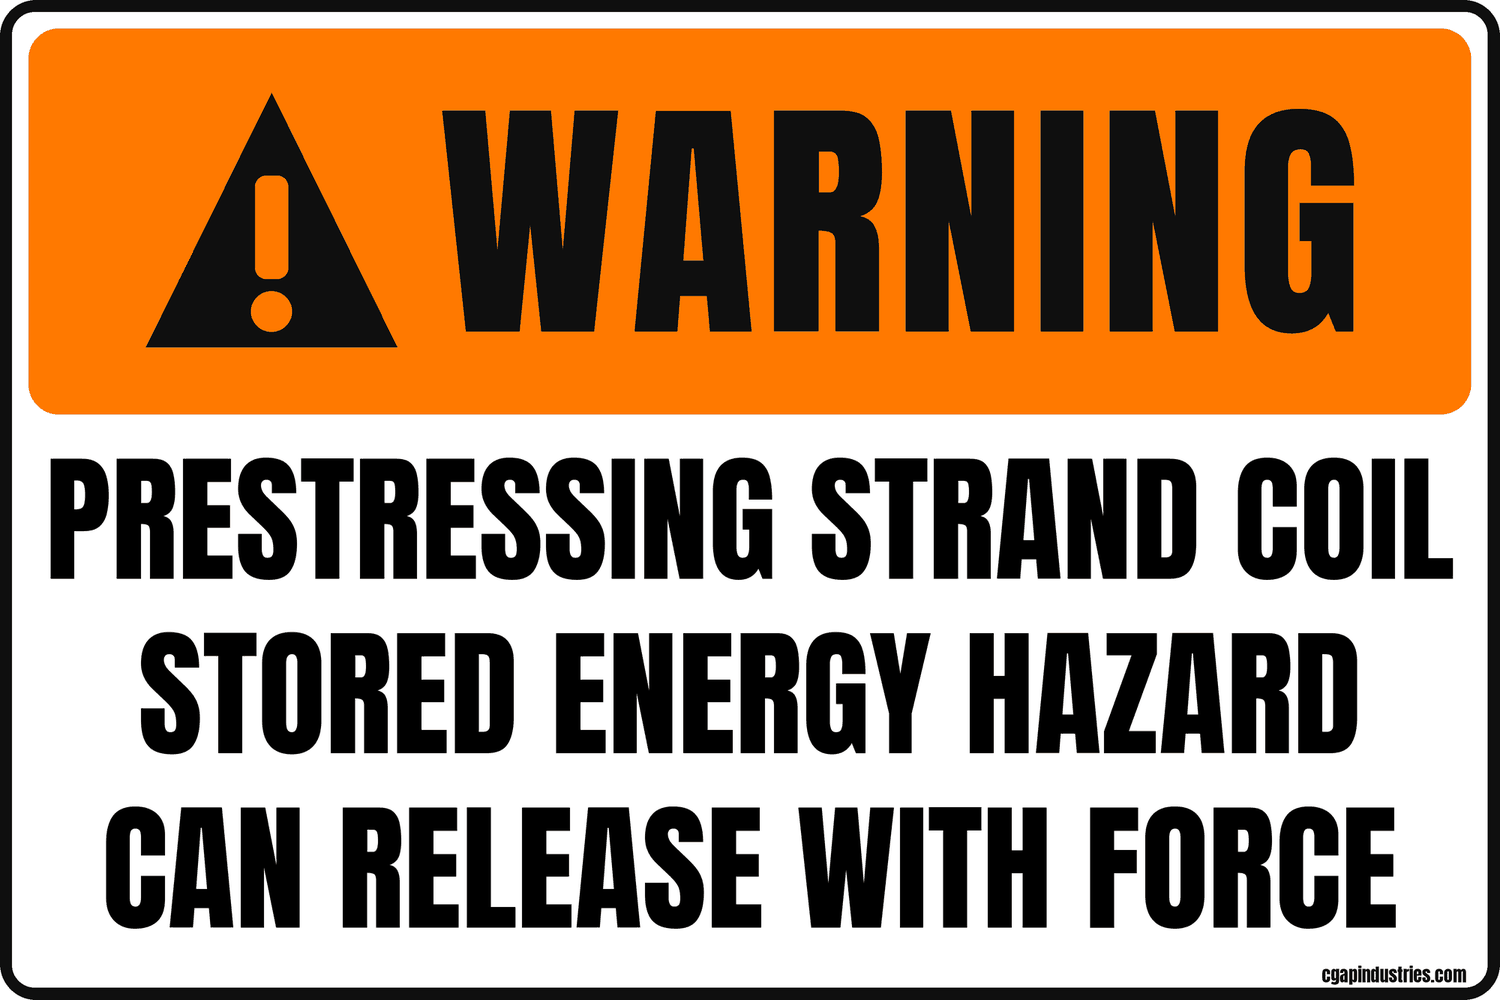 WARNING
PRESTRESSING STRAND COIL
STORED ENERGY HAZARD
CAN RELEASE WITH FORCE
cgapindustries.com